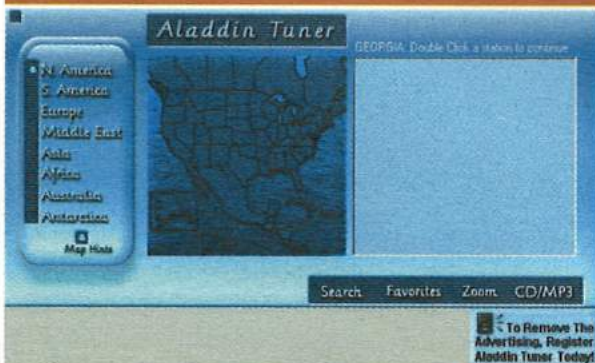 Aladdin Tuner
GEORGIA: Double Click a station to continue
N. America
S. America
Europe
Middle East
Asia
Africa
Australia
Antarctica
Map Hints
Search Favorites Zoom CD/MP3
To Remove The
Advertising, Register
Aladdin Tuner Today!